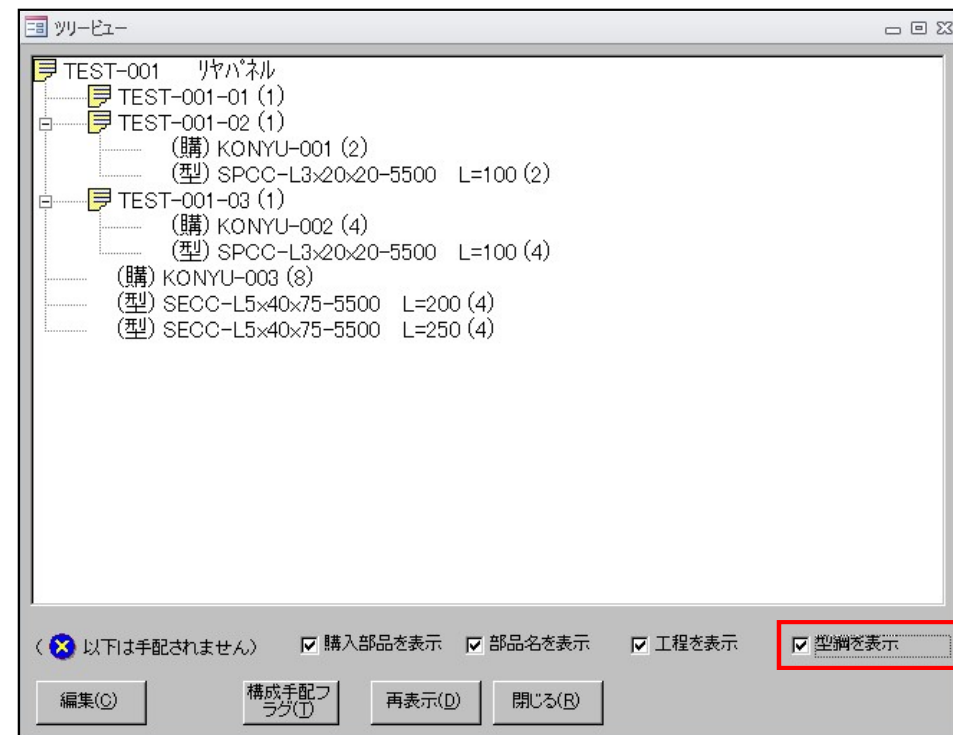 ツリービュー
TEST-001 ﾘﾔﾊﾟﾈﾙ
TEST-001-01 (1)
TEST-001-02 (1)
(購) KONYU-001 (2)
(型) SPCC-L3x20x20-5500 L=100 (2)
TEST-001-03 (1)
(購) KONYU-002 (4)
(型) SPCC-L3x20x20-5500 L=100 (4)
(購) KONYU-003 (8)
(型) SECC-L5x40x75-5500 L=200 (4)
(型) SECC-L5x40x75-5500 L=250 (4)
( 以下は手配されません) 購入部品を表示 部品名を表示 工程を表示 型鋼を表示
編集(C) 構成手配フ 再表示(D) 閉じる(R)
ラグ(T)